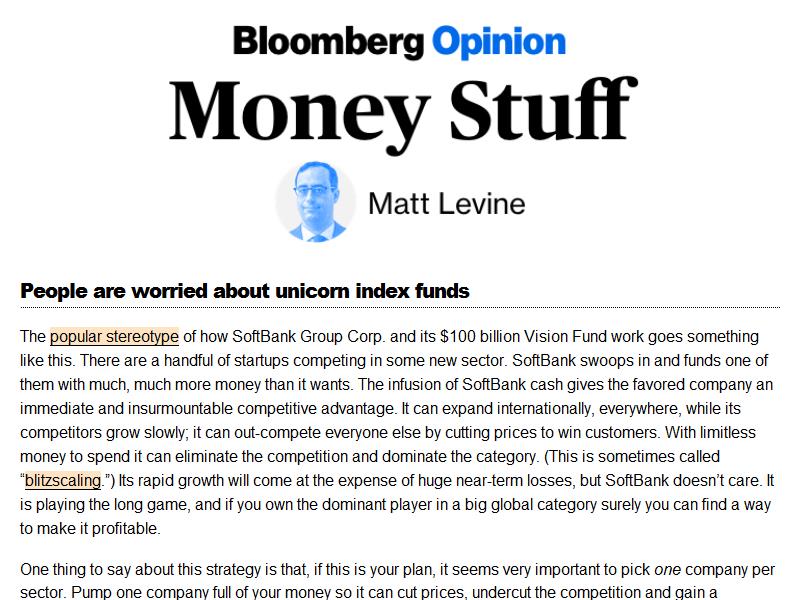 Bloomberg Opinion
Money Stuff
Matt Levine
People are worried about unicorn index funds
The popular stereotype of how SoftBank Group Corp. and its $100 billion Vision Fund work goes something
like this. There are a handful of startups competing in some new sector. SoftBank swoops in and funds one of
them with much, much more money than it wants. The infusion of SoftBank cash gives the favored company an
immediate and insurmountable competitive advantage. It can expand internationally, everywhere, while its
competitors grow slowly; it can out-compete everyone else by cutting prices to win customers. With limitless
money to spend it can eliminate the competition and dominate the category. (This is sometimes called
“blitzscaling.”) Its rapid growth will come at the expense of huge near-term losses, but SoftBank doesn’t care. It
is playing the long game, and if you own the dominant player in a big global category surely you can find a way
to make it profitable.
One thing to say about this strategy is that, if this is your plan, it seems very important to pick one company per
sector. Pump one company full of your money so it can cut prices, undercut the competition and gain a